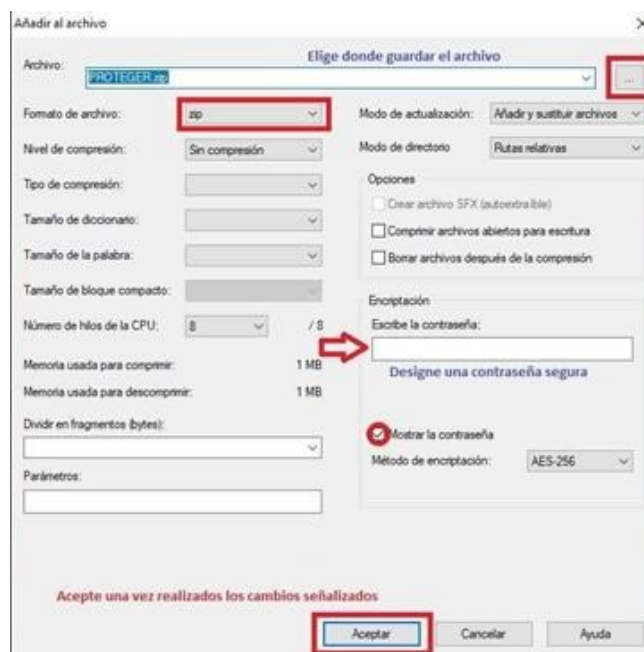 Añadir al archivo
Elige donde guardar el archivo
Archivo:
PROTEGER.zip
...
Formato de archivo:
zip
Modo de actualización:
Añadir y sustituir archivos
Nivel de compresión:
Sin compresión
Modo de directorio
Rutas relativas
Tipo de compresión:
Opciones
Crear archivo SFX (autoextraíble)
Tamaño de diccionario:
Comprimir archivos abiertos para escritura
Tamaño de la palabra:
Borrar archivos después de la compresión
Tamaño de bloque compacto:
Encriptación
Número de hilos de la CPU:
8
/ 8
Escribe la contraseña:
Memoria usada para comprimir:
1 MB
Designe una contraseña segura
Memoria usada para descomprimir:
1 MB
Dividir en fragmentos (bytes):
Mostrar la contraseña
Método de encriptación:
AES-256
Parámetros:
Acepte una vez realizados los cambios señalizados
Aceptar
Cancelar
Ayuda